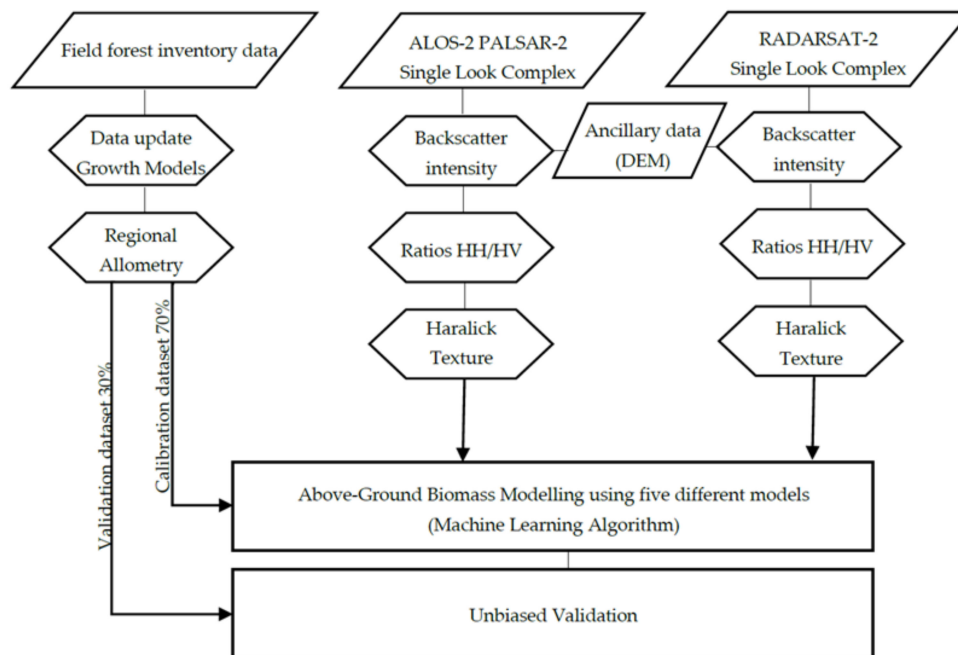 Field forest inventory data
ALOS-2 PALSAR-2
Single Look Complex
RADARSAT-2
Single Look Complex
Data update
Growth Models
Backscatter
intensity
Ancillary data
(DEM)
Backscatter
intensity
Regional
Allometry
Ratios HH/HV
Ratios HH/HV
Haralick
Texture
Haralick
Texture
Validation dataset 30%
Calibration dataset 70%
Above-Ground Biomass Modelling using five different models
(Machine Learning Algorithm)
Unbiased Validation